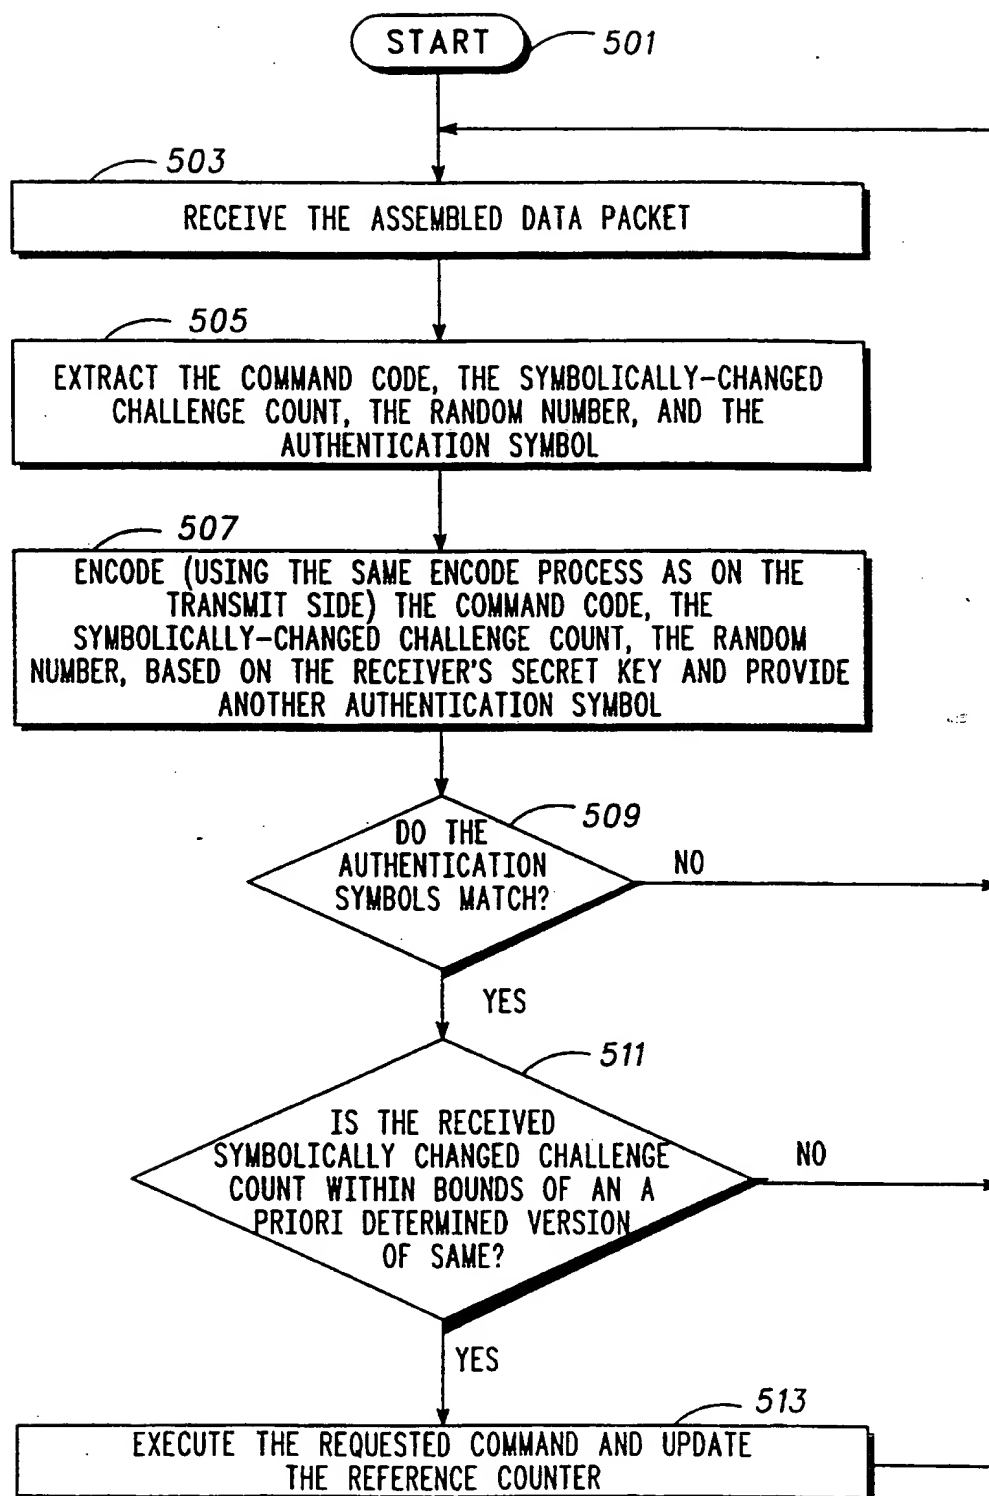 START
501
503
RECEIVE THE ASSEMBLED DATA PACKET
505
EXTRACT THE COMMAND CODE, THE SYMBOLICALLY-CHANGED
CHALLENGE COUNT, THE RANDOM NUMBER, AND THE
AUTHENTICATION SYMBOL
507
ENCODE (USING THE SAME ENCODE PROCESS AS ON THE
TRANSMIT SIDE) THE COMMAND CODE, THE
SYMBOLICALLY-CHANGED CHALLENGE COUNT, THE RANDOM
NUMBER, BASED ON THE RECEIVER'S SECRET KEY AND PROVIDE
ANOTHER AUTHENTICATION SYMBOL
509
DO THE
AUTHENTICATION
SYMBOLS MATCH?
NO
YES
511
IS THE RECEIVED
SYMBOLICALLY CHANGED CHALLENGE
COUNT WITHIN BOUNDS OF AN A
PRIORI DETERMINED VERSION
OF SAME?
NO
YES
513
EXECUTE THE REQUESTED COMMAND AND UPDATE
THE REFERENCE COUNTER